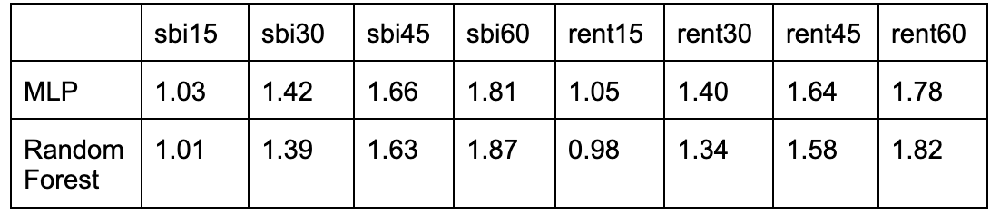 sbi15 sbi30 sbi45 sbi60 rent15 rent30 rent45 rent60
MLP 1.03 1.42 1.66 1.81 1.05 1.40 1.64 1.78
Random 1.01 1.39 1.63 1.87 0.98 1.34 1.58 1.82
Forest